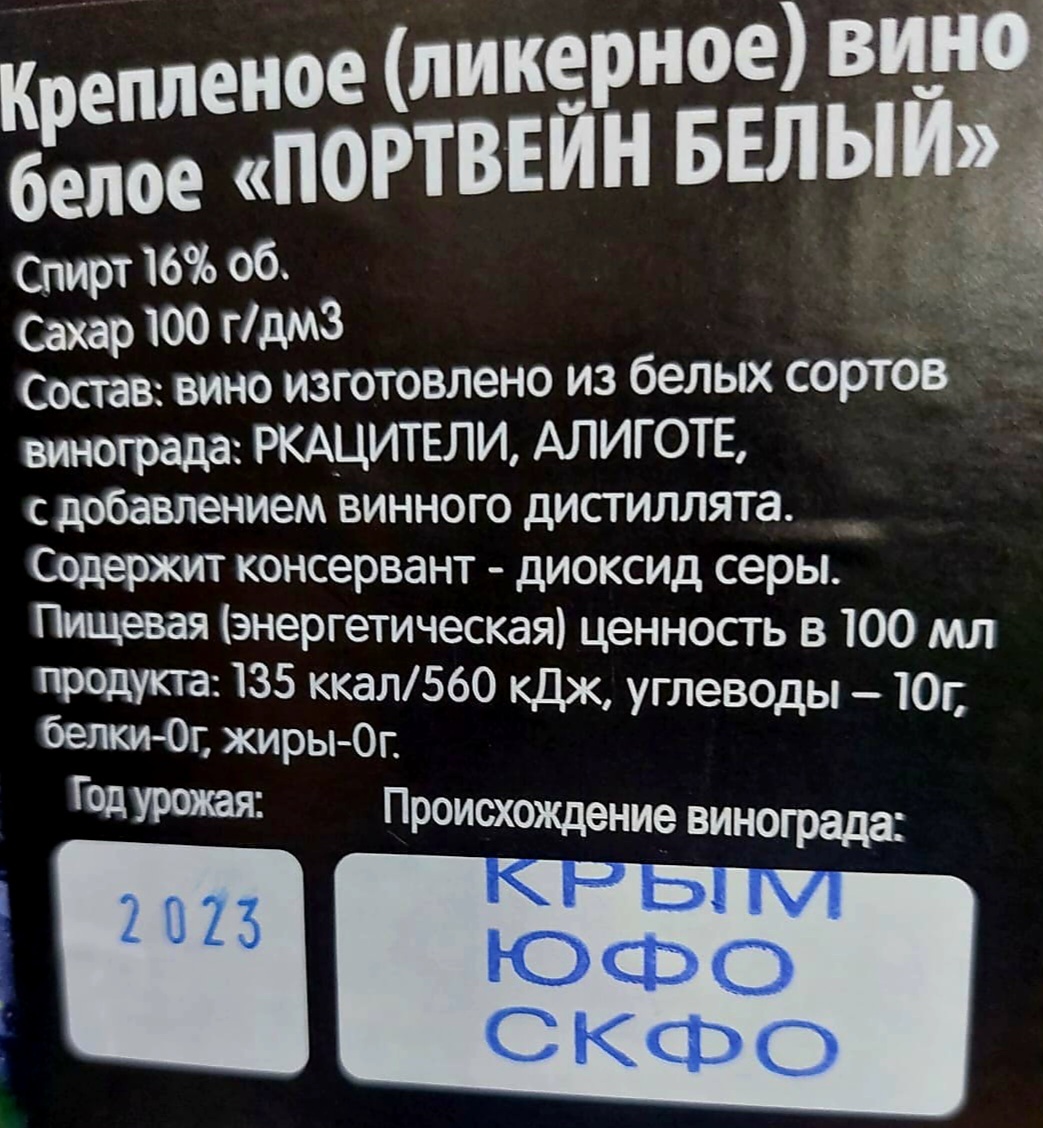 Крепленое (ликерное) вино
белое «ПОРТВЕЙН БЕЛЫЙ»
Спирт 16% об.
Сахар 100 г/дм3
Состав: вино изготовлено из белых сортов
винограда: РКАЦИТЕЛИ, АЛИГОТЕ,
с добавлением винного дистиллята.
Содержит консервант - диоксид серы.
Пищевая (энергетическая) ценность в 100 мл
продукта: 135 ккал/560 кДж, углеводы – 10г,
белки-0г, жиры-0г.
Год урожая:
2023
Происхождение винограда:
КРЫМ
ЮФО
СКФО